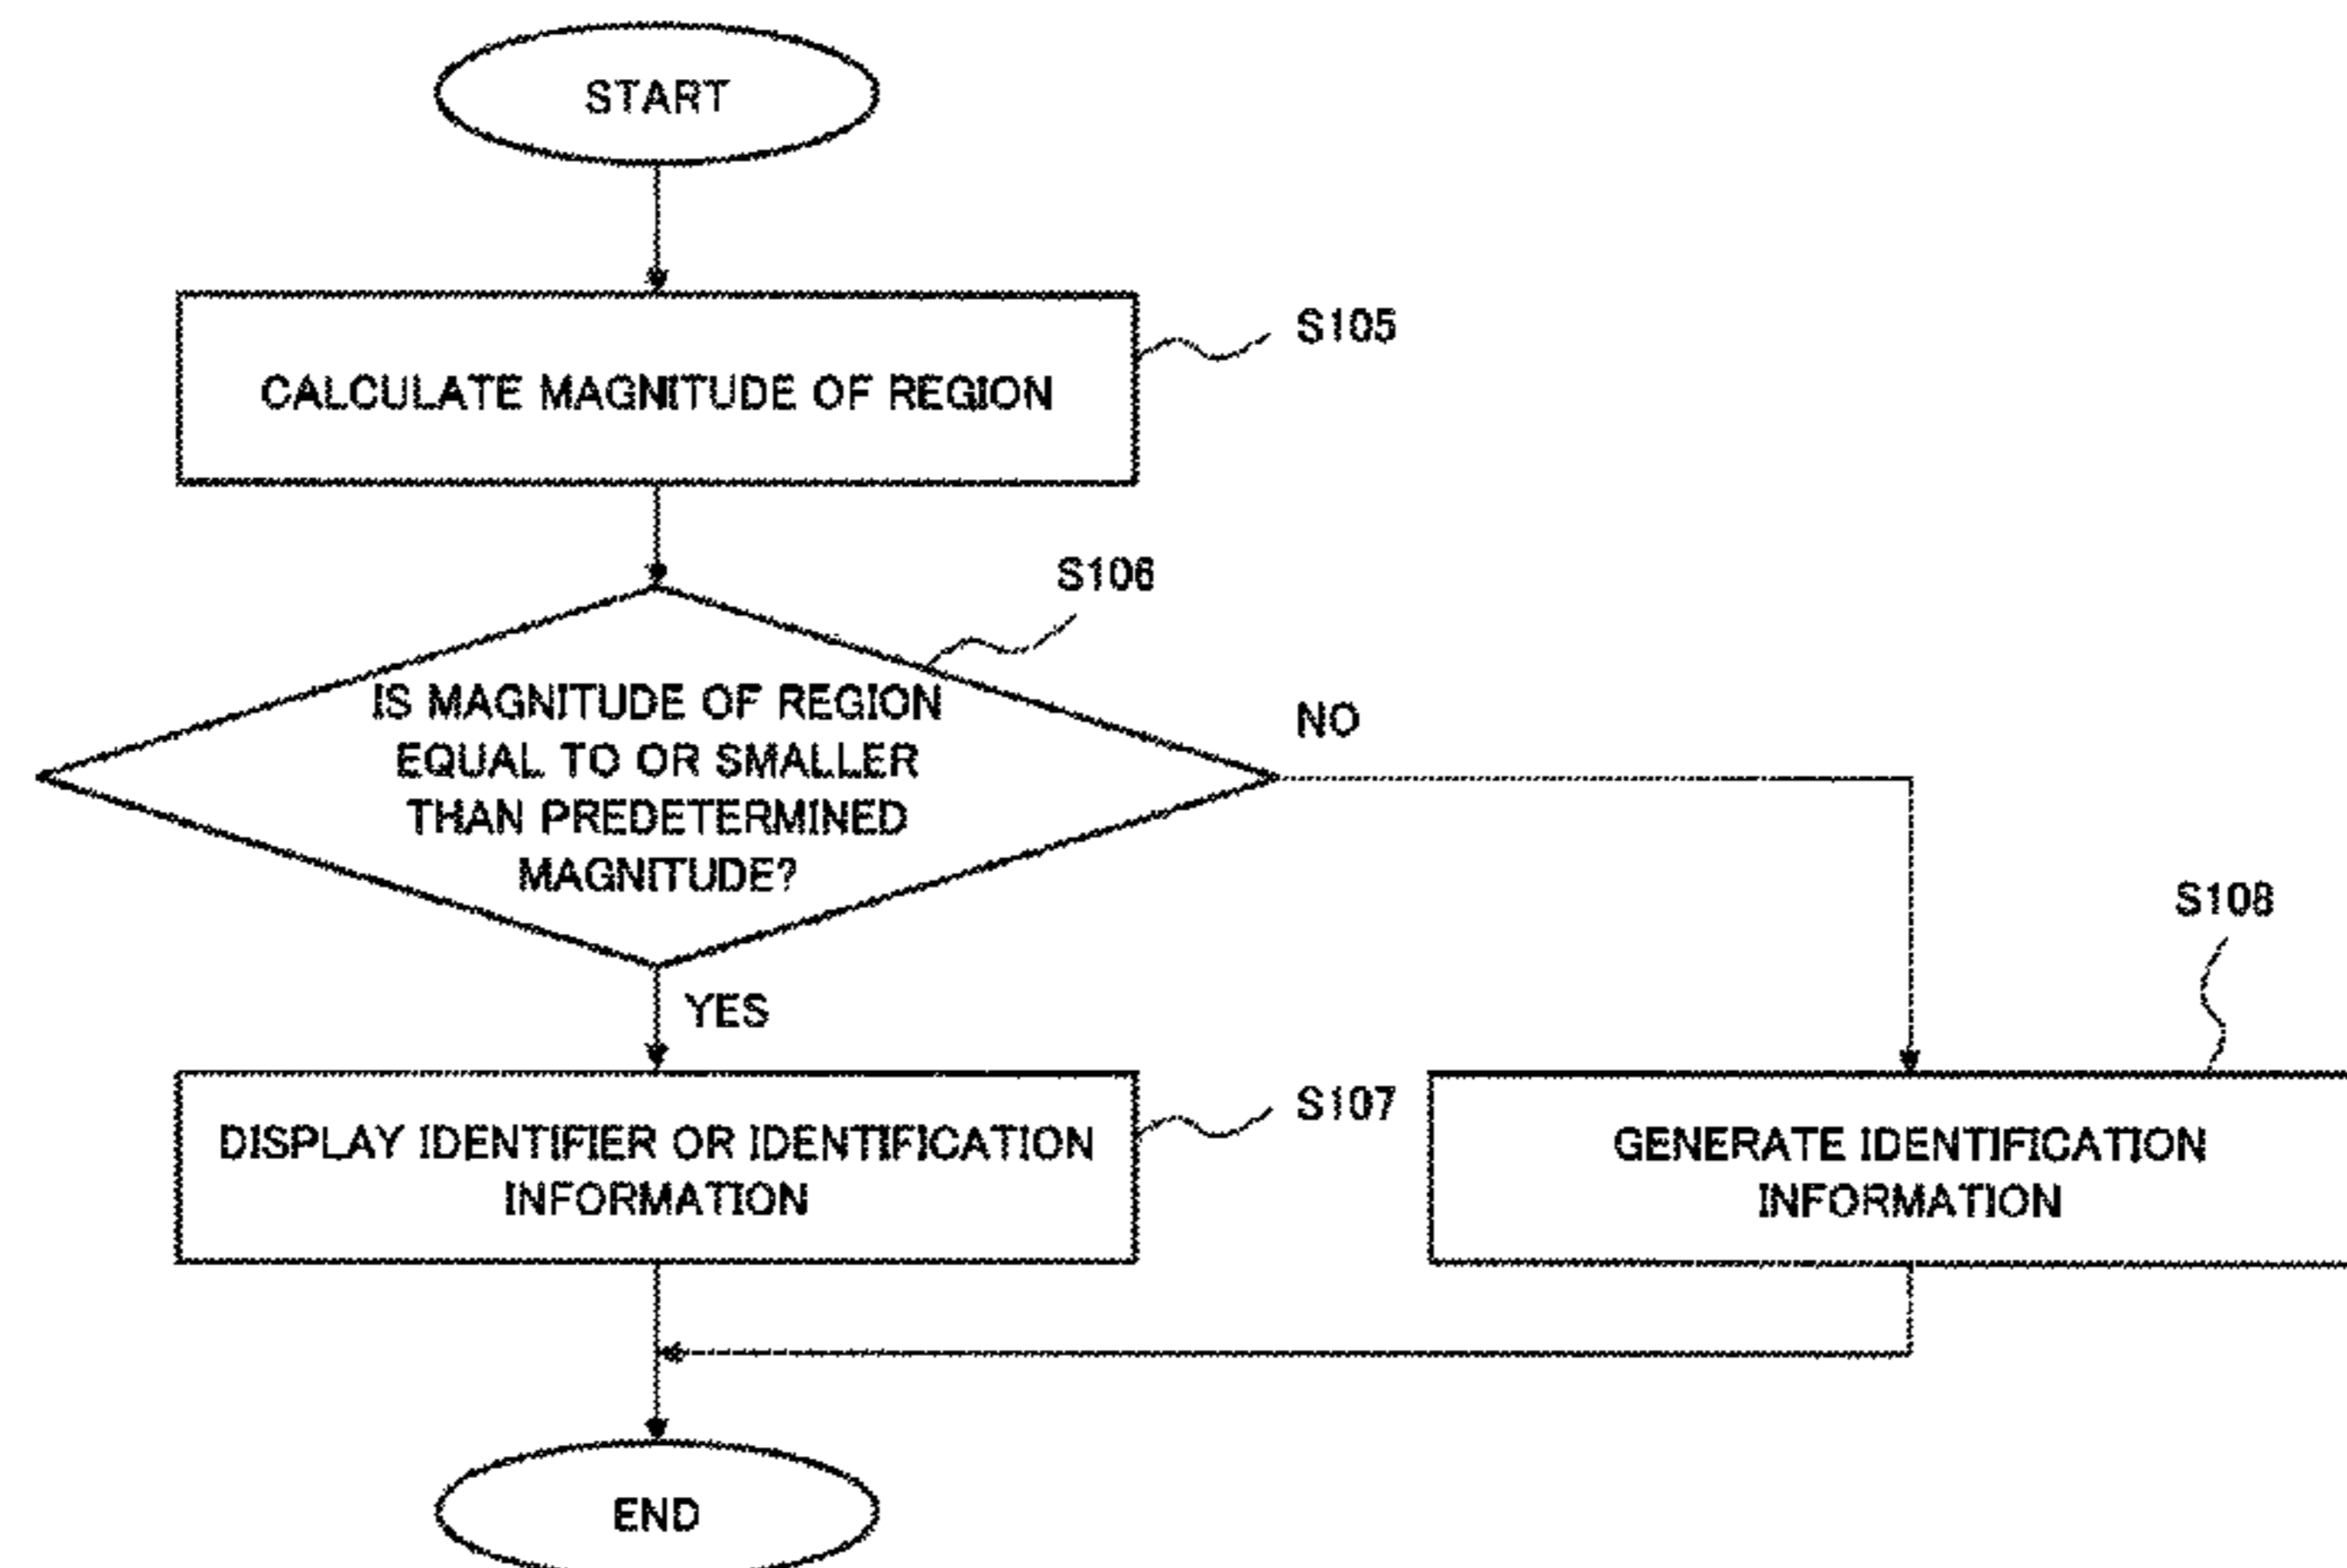 START
CALCULATE MAGNITUDE OF REGION
S105
S106
IS MAGNITUDE OF REGION
EQUAL TO OR SMALLER
THAN PREDETERMINED
MAGNITUDE?
NO
YES
S108
DISPLAY IDENTIFIER OR IDENTIFICATION
INFORMATION
S107
GENERATE IDENTIFICATION
INFORMATION
END